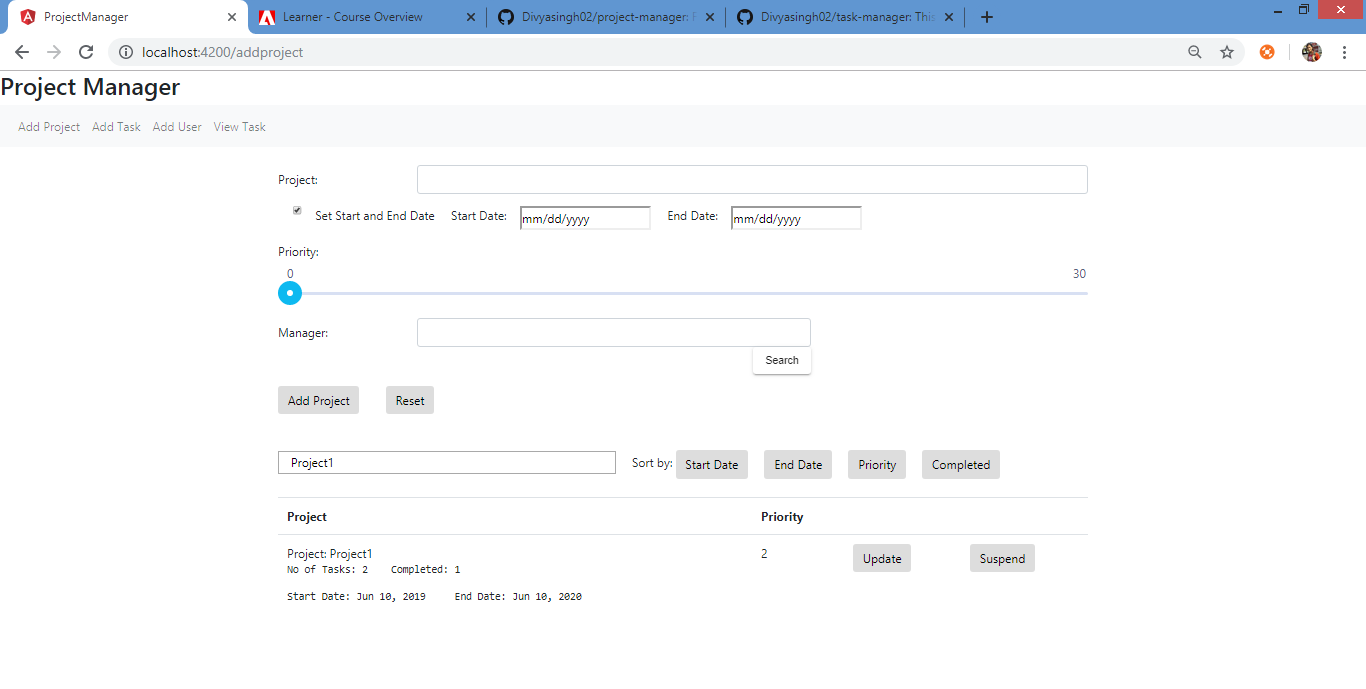 ProjectManager
Learner - Course Overview
Divyasingh02/project-manager:
Divyasingh02/task-manager: This
localhost:4200/addproject
Project Manager
Add Project Add Task Add User View Task
Project:
Set Start and End Date Start Date: mm/dd/yyyy End Date: mm/dd/yyyy
Priority:
0 30
Manager:
Search
Add Project Reset
Project1 Sort by: Start Date End Date Priority Completed
Project Priority
Project: Project1 2 Update Suspend
No of Tasks: 2 Completed: 1
Start Date: Jun 10, 2019 End Date: Jun 10, 2020